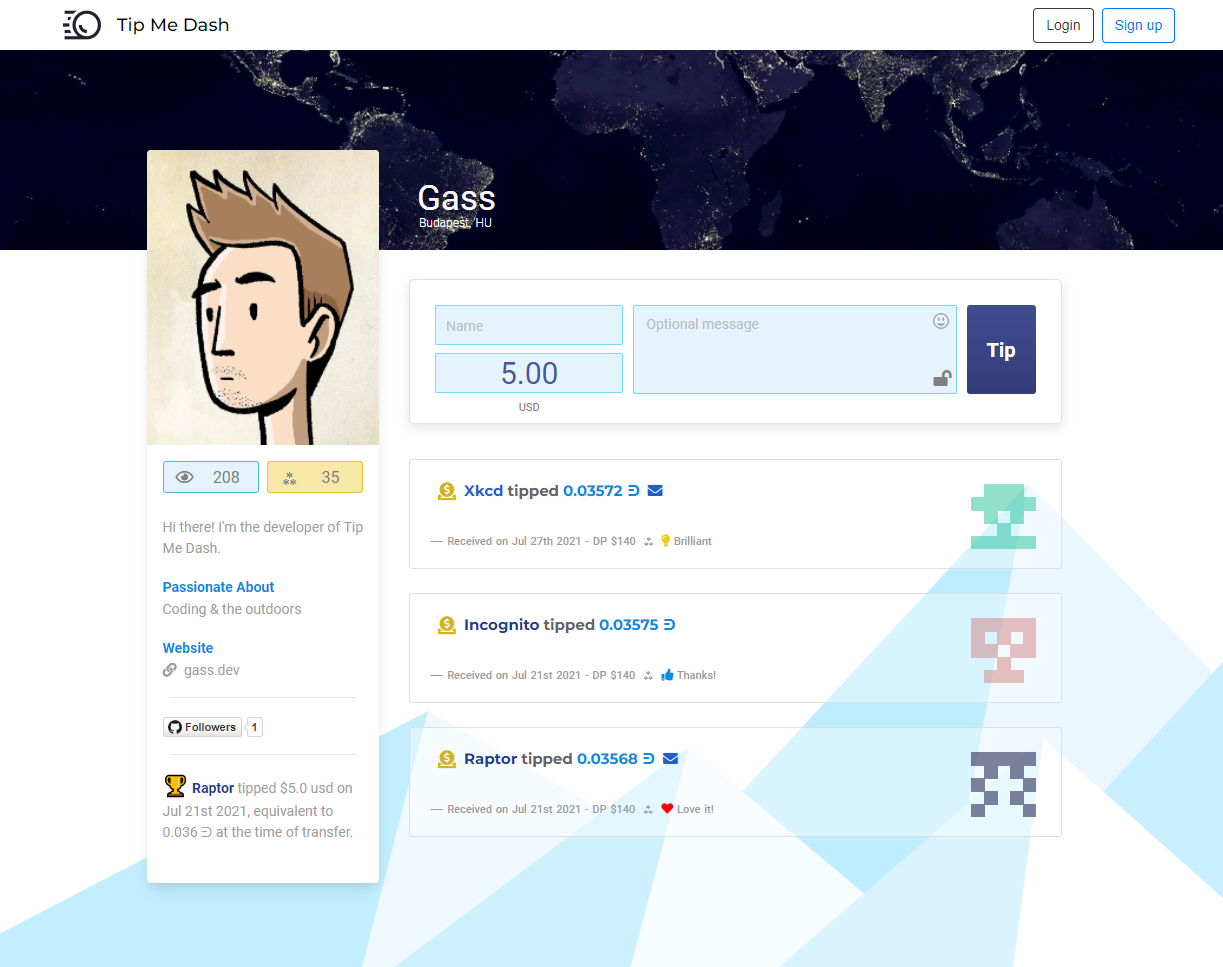 Tip Me Dash
Login
Sign up
Gass
Budapest, HU
Name
Optional message
5.00
USD
Tip
208
35
Hi there! I'm the developer of Tip
Me Dash.
Passionate About
Coding & the outdoors
Website
gass.dev
Followers 1
Raptor tipped $5.0 usd on
Jul 21st 2021, equivalent to
0.036 at the time of transfer.
Xkcd tipped 0.03572
— Received on Jul 27th 2021 - DP $140 Brilliant
Incognito tipped 0.03575
— Received on Jul 21st 2021 - DP $140 Thanks!
Raptor tipped 0.03568
— Received on Jul 21st 2021 - DP $140 Love it!